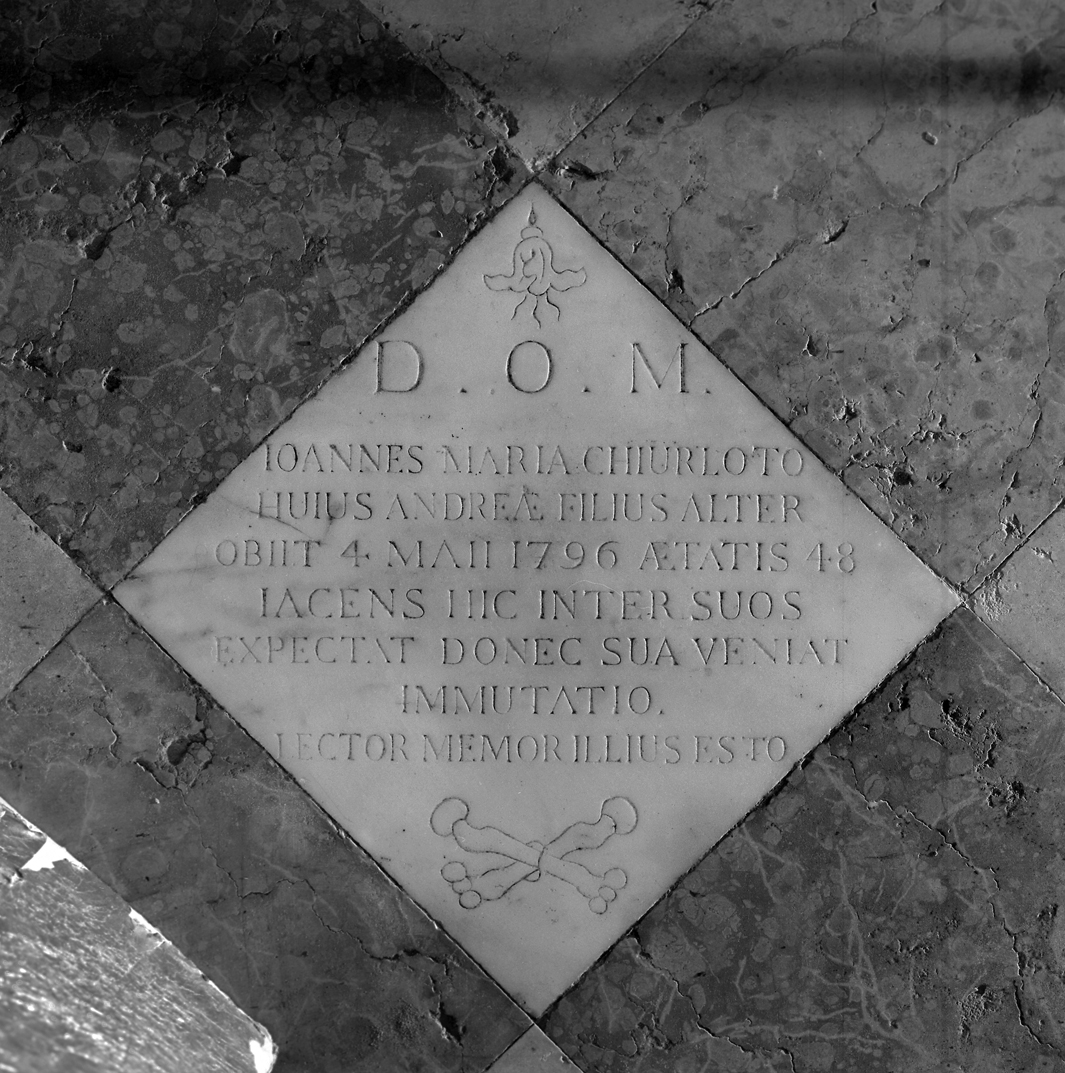 D . O . M .
IOANNES MARIA CHIURLOTO
HUIUS ANDREÆ FILIUS ALTER
OBIIT 4 MAII 1796 ÆTATIS 48
IACENS HIC INTER SUOS
EXPECTAT DONEC SUA VENIAT
IMMUTATIO.
LECTOR MEMOR ILLIUS ESTO